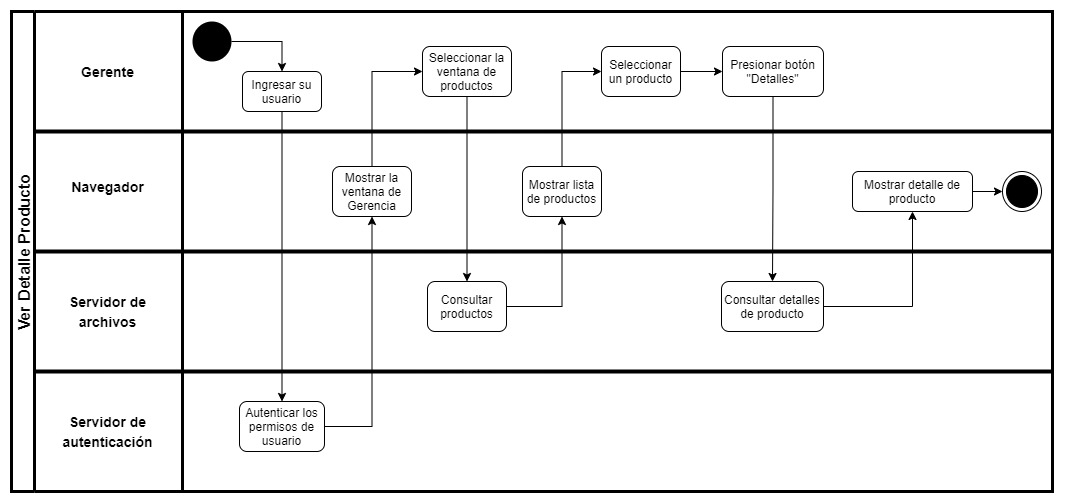 Ver Detalle Producto
Gerente
Ingresar su
usuario
Seleccionar la
ventana de
productos
Seleccionar
un producto
Presionar botón
"Detalles"
Navegador
Mostrar la
ventana de
Gerencia
Mostrar lista
de productos
Mostrar detalle de
producto
Servidor de
archivos
Consultar
productos
Consultar detalles
de producto
Servidor de
autenticación
Autenticar los
permisos de
usuario